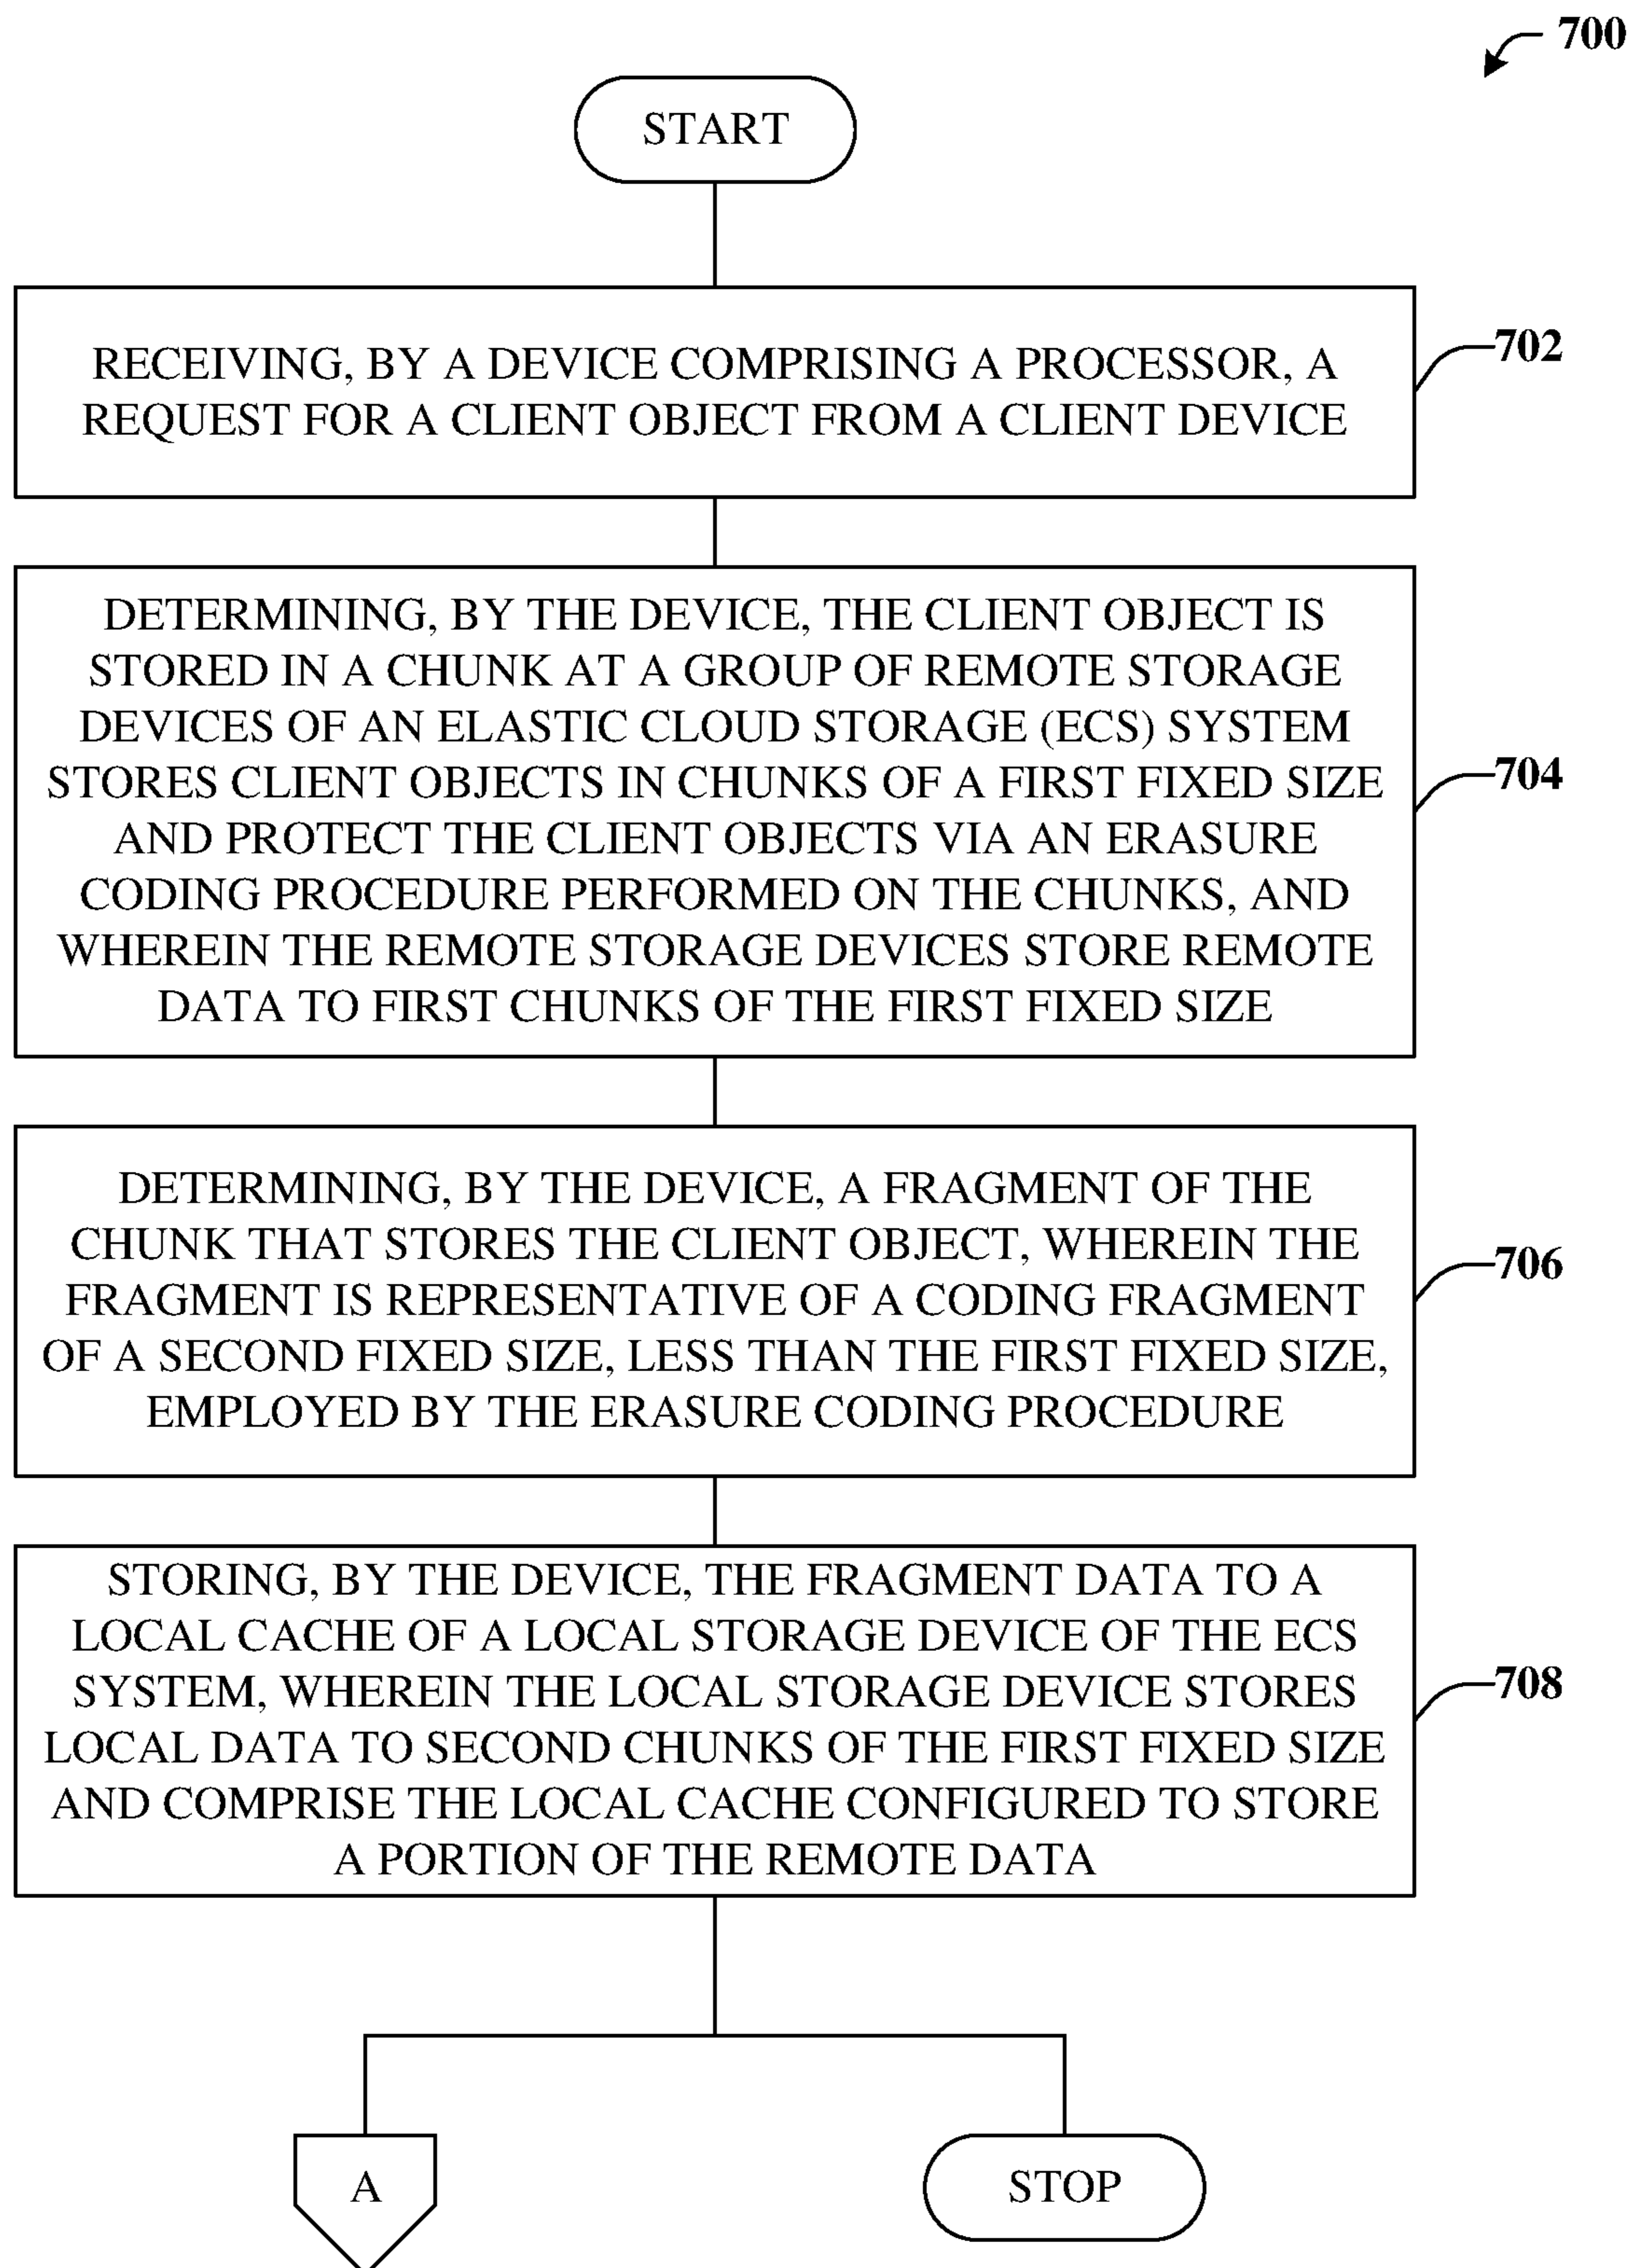 700
START
RECEIVING, BY A DEVICE COMPRISING A PROCESSOR, A
REQUEST FOR A CLIENT OBJECT FROM A CLIENT DEVICE
702
DETERMINING, BY THE DEVICE, THE CLIENT OBJECT IS
STORED IN A CHUNK AT A GROUP OF REMOTE STORAGE
DEVICES OF AN ELASTIC CLOUD STORAGE (ECS) SYSTEM
STORES CLIENT OBJECTS IN CHUNKS OF A FIRST FIXED SIZE
AND PROTECT THE CLIENT OBJECTS VIA AN ERASURE
CODING PROCEDURE PERFORMED ON THE CHUNKS, AND
WHEREIN THE REMOTE STORAGE DEVICES STORE REMOTE
DATA TO FIRST CHUNKS OF THE FIRST FIXED SIZE
704
DETERMINING, BY THE DEVICE, A FRAGMENT OF THE
CHUNK THAT STORES THE CLIENT OBJECT, WHEREIN THE
FRAGMENT IS REPRESENTATIVE OF A CODING FRAGMENT
OF A SECOND FIXED SIZE, LESS THAN THE FIRST FIXED SIZE,
EMPLOYED BY THE ERASURE CODING PROCEDURE
706
STORING, BY THE DEVICE, THE FRAGMENT DATA TO A
LOCAL CACHE OF A LOCAL STORAGE DEVICE OF THE ECS
SYSTEM, WHEREIN THE LOCAL STORAGE DEVICE STORES
LOCAL DATA TO SECOND CHUNKS OF THE FIRST FIXED SIZE
AND COMPRISE THE LOCAL CACHE CONFIGURED TO STORE
A PORTION OF THE REMOTE DATA
708
A
STOP